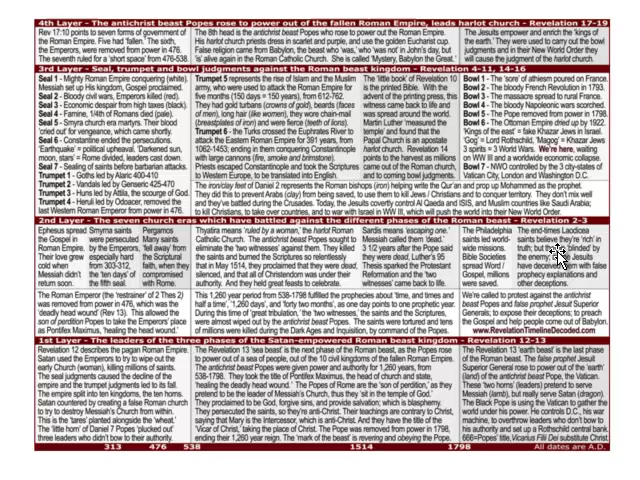 4th Layer - The antichrist beast Popes rose to power out of the fallen Roman Empire, leads harlot church - Revelation 17-19
Rev 17:10 points to seven forms of government of
the Roman Empire. Five had 'fallen.' The sixth,
the Emperors, were removed from power at 476.
The seventh ruled for a 'short space' from 476-538.
The 8th head is the antichrist beast Popes who rose to power out the Roman Empire.
His harlot priests dress in scarlet and purple, and use the golden Eucharist cup.
False religion came from Babylon, the beast who 'was,' who 'was not' in John's day, but
'is' alive again in the Roman Catholic Church. She is called 'Mystery, Babylon the Great.'
The Jesuits empower and enrich the 'kings of
the earth.' They were used to carry out the bowl
judgments and in their New World Order they
will cause the judgment of the harlot church.
3rd Layer - Seal, trumpet and bowl judgments against the Roman beast kingdom - Revelation 4-11, 14-16
Seal 1 - Mighty Roman Empire conquering (white).
Messiah set up His kingdom, Gospel proclaimed.
Seal 2 - Bloody civil wars, Emperors killed (red).
Seal 3 - Economic despair from high taxes (black).
Seal 4 - Famine, 1/4th of Romans died (pale).
Seal 5 - Smyrna church era martyrs. Their blood
'cried out' for vengeance, which came shortly.
Seal 6 - Constantine ended the persecutions.
'Earthquake' = political upheaval. 'Darkened sun,
moon, stars' = Rome divided, leaders cast down.
Seal 7 - Sealing of saints before barbarian attacks.
Trumpet 1 - Goths led by Alaric 400-410
Trumpet 2 - Vandals led by Genseric 425-470
Trumpet 3 - Huns led by Attila, the scourge of God.
Trumpet 4 - Heruli led by Odoacer, removed the
last Western Roman Emperor from power at 476.
Trumpet 5 represents the rise of Islam and the Muslim
army, who were used to attack the Roman Empire for
five months (150 days = 150 years), from 612-762.
They had gold turbans (crowns of gold), beards (faces
of men), long hair (like women), they wore chain-mail
(breastplates of iron) and were fierce (teeth of lions).
Trumpet 6 - the Turks crossed the Euphrates River to
attack the Eastern Roman Empire for 391 years, from
1062-1453; ending them in conquering Constantinople
with large cannons (fire, smoke and brimstone).
Priests escaped Constantinople and took the Scriptures
to Western Europe, to be translated into English.
The 'little book' of Revelation 10
is the printed Bible. With the
advent of the printing press, this
witness came back to life and
was spread around the world.
Martin Luther 'measured the
temple' and found that the
Papal Church is an apostate
harlot church. Revelation 14
points to the harvest as millions
came out of the Roman church,
and to coming bowl judgments.
Bowl 1 - The 'sore' of atheism poured on France.
Bowl 2 - The bloody French Revolution in 1793.
Bowl 3 - The massacre spread to rural France.
Bowl 4 - The bloody Napoleonic wars scorched.
Bowl 5 - The Pope removed from power in 1798.
Bowl 6 - The Ottoman Empire dried up by 1922.
'Kings of the east' = fake Khazar Jews in Israel.
'Gog' = Lord Rothschild, 'Magog' = Khazar Jews
3 spirits = 3 World Wars. We're here, waiting
on WW III and a worldwide economic collapse.
Bowl 7 - NWO controlled by the 3 city-states of
Vatican City, London and Washington D.C.
The iron/clay feet of Daniel 2 represents the Roman bishops (iron) helping write the Qur'an and prop up Mohammed as the prophet.
They did this to prevent Arabs (clay) from being saved, to use them to kill Jews / Christians and to conquer territory. They don't mix well
and they've battled during the Crusades. Today, the Jesuits covertly control Al Qaeda and ISIS, and Muslim countries like Saudi Arabia;
to kill Christians, to take over countries, and to war with Israel in WW III, which will push the world into their New World Order.
2nd Layer - The seven church eras which have battled against the different phases of the Roman beast - Revelation 2-3
Ephesus spread
the Gospel in
Roman Empire.
Their love grew
cold when
Messiah didn't
return soon.
Smyrna saints
were persecuted
by the Emperors,
especially hard
from 303-312,
the 'ten days' of
the fifth seal.
Pergamos
Many saints
'fell away' from
the Scriptural
faith, when they
compromised
with Rome.
Thyatira means 'ruled by a woman,' the harlot Roman
Catholic Church. The antichrist beast Popes sought to
eliminate the 'two witnesses' against them. They killed
the saints and burned the Scriptures so relentlessly
that in May 1514, they proclaimed that they were dead,
silenced, and that all of Christendom was under their
authority. And they held great feasts to celebrate.
Sardis means 'escaping one.'
Messiah called them 'dead.'
3 1/2 years after the Pope said
they were dead, Luther's 95
Thesis sparked the Protestant
Reformation and the 'two
witnesses' came back to life.
The Philadelphia
saints led world-
wide missions.
Bible Societies
spread Word /
Gospel, millions
were saved.
The end-times Laodicea
saints believe they're 'rich' in
truth; but blinded by
the enemy. Jesuits
have deceived with false
prophecy explanations and
other deceptions.
The Roman Emperor (the 'restrainer' of 2 Thes 2)
was removed from power in 476, which was the
'deadly head wound' (Rev 13). This allowed the
son of perdition Popes to take the Emperors' place
as Pontifex Maximus, 'healing the head wound.'
This 1,260 year period from 538-1798 fulfilled the prophecies about 'time, and times and
half a time', '1,260 days', and 'forty two months', as one day points to one prophetic year.
During this time of 'great tribulation,' the 'two witnesses,' the saints and the Scriptures,
were almost wiped out by the antichrist beast Popes. The saints were tortured and tens
of millions were killed during the Dark Ages and Inquisition, by command of the Popes.
We're called to protest against the antichrist
beast Popes and false prophet Jesuit Superior
Generals; to expose their deceptions; to preach
the Gospel and help people come out of Babylon.
www.RevelationTimelineDecoded.com
1st Layer - The leaders of the three phases of the Satan-empowered Roman beast kingdom - Revelation 12-13
Revelation 12 describes the pagan Roman Empire.
Satan used the Emperors to try to wipe out the
early Church (woman), killing millions of saints.
The seal judgments caused the decline of the
empire and the trumpet judgments led to its fall.
The empire split into ten kingdoms, the ten horns.
Satan countered by creating a false Roman Church
to try to destroy Messiah's Church from within.
This is the 'tares' planted alongside the 'wheat.'
The 'little horn' of Daniel 7 Popes 'plucked out'
three leaders who didn't bow to their authority.
The Revelation 13 'sea beast' is the next phase of the Roman beast, as the Popes rose
to power out of a sea of people, out of the 10 civil kingdoms of the fallen Roman Empire.
The antichrist beast Popes were given power and authority for 1,260 years, from
538-1798. They took the title of Pontifex Maximus, the head of church and state,
'healing the deadly head wound.' The Popes of Rome are the 'son of perdition,' as they
pretend to be the leader of Messiah's Church, thus they 'sit in the temple of God'.
They proclaimed to be God, forgive sins, and provide salvation; which is blasphemy.
They persecuted the saints, so they're anti-Christ. Their teachings are contrary to Christ,
saying that Mary is the Intercessor, which is anti-Christ. And they have the title of the
'Vicar of Christ,' taking the place of Christ. The Pope was removed from power in 1798,
ending their 1,260 year reign. The 'mark of the beast' is revering and obeying the Pope.
The Revelation 13 'earth beast' is the last phase
of the Roman beast. The false prophet Jesuit
Superior General rose to power out of the 'earth'
(land) of the antichrist beast Pope, the Vatican.
These 'two horns' (leaders) pretend to serve
Messiah (lamb), but really serve Satan (dragon).
The Black Pope is using the Vatican to gather the
world under his power. He controls D.C., his war
machine, to overthrow leaders who don't bow to
his authority and set up a Rothschild central bank.
666=Popes' title, Vicarius Filii Dei substitute Christ
313 476 538 1514 1798 All dates are A.D.